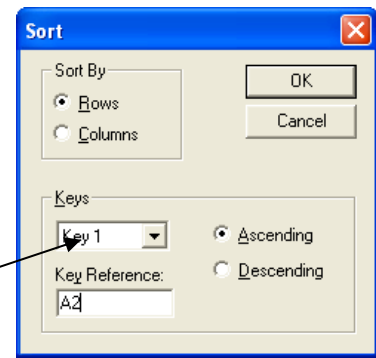 Sort
Sort By
Rows
Columns
OK
Cancel
Keys
Key 1
Ascending
Key Reference:
Descending
A2